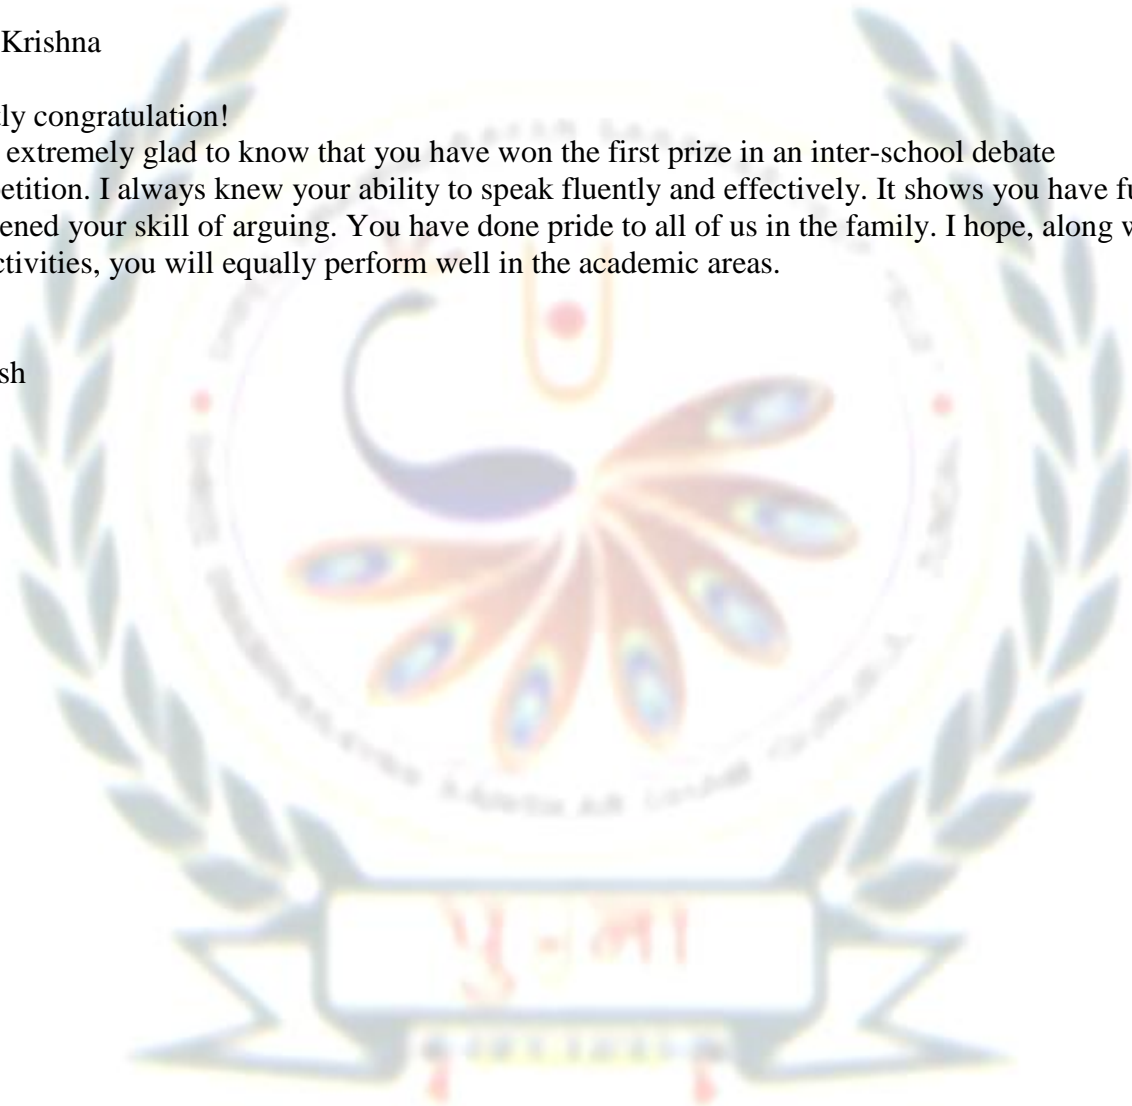 Krishna
ly congratulation!
extremely glad to know that you have won the first prize in an inter-school debate
etition. I always knew your ability to speak fluently and effectively. It shows you have fu
ened your skill of arguing. You have done pride to all of us in the family. I hope, along w
ctivities, you will equally perform well in the academic areas.
sh